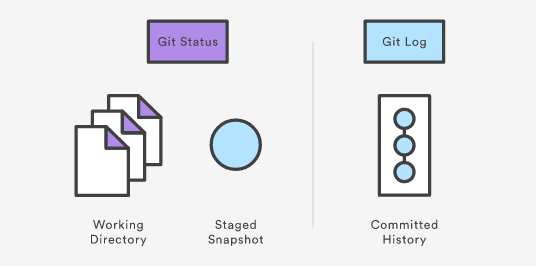 Git Status
Git Log
Working
Directory
Staged
Snapshot
Committed
History